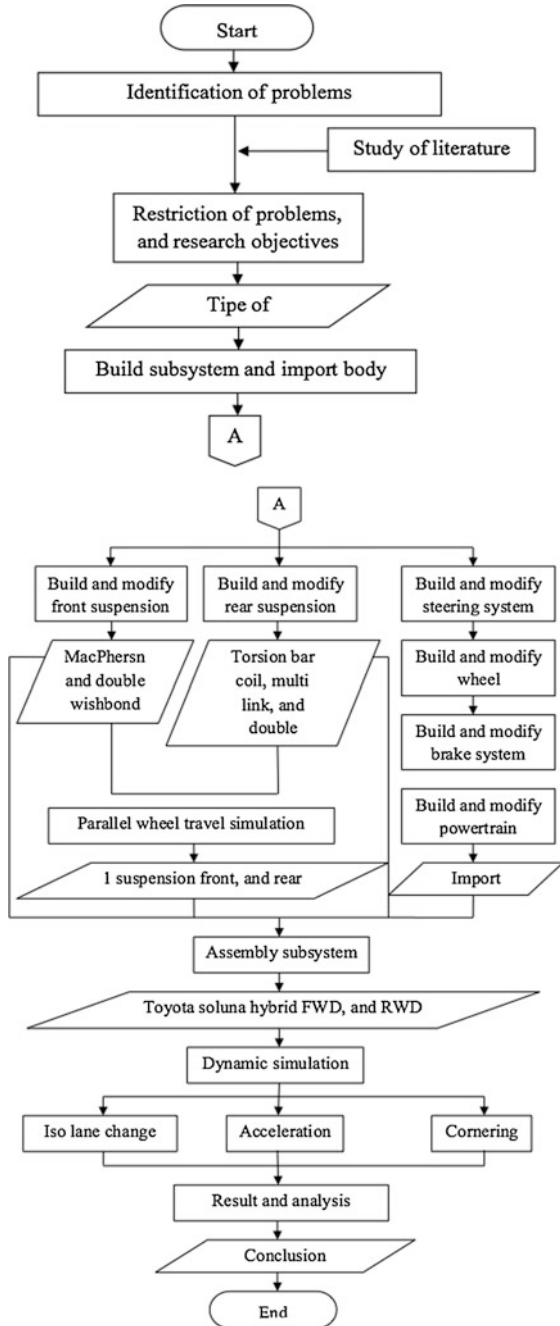 Start
Identification of problems
Study of literature
Restriction of problems,
and research objectives
Tipe of
Build subsystem and import body
A
A
Build and modify
front suspension
Build and modify
rear suspension
Build and modify
steering system
MacPhersn
and double
wishbond
Torsion bar
coil, multi
link, and
double
Build and modify
wheel
Build and modify
brake system
Parallel wheel travel simulation
Build and modify
powertrain
1 suspension front, and rear
Import
Assembly subsystem
Toyota soluna hybrid FWD, and RWD
Dynamic simulation
Iso lane change
Acceleration
Cornering
Result and analysis
Conclusion
End